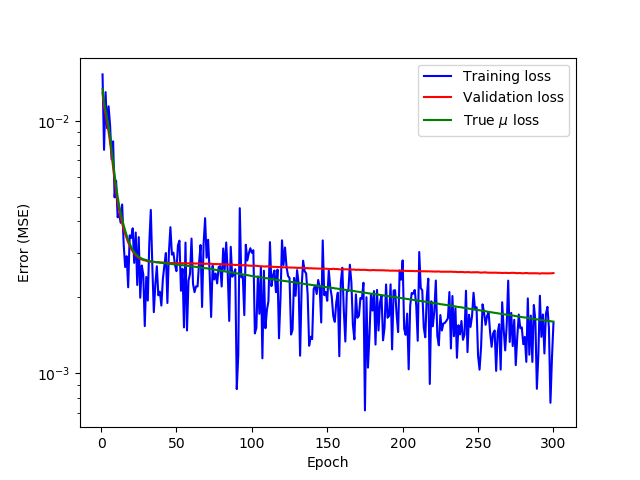 Training loss
Validation loss
True μ loss
10⁻²
10⁻³
Error (MSE)
0 50 100 150 200 250 300
Epoch